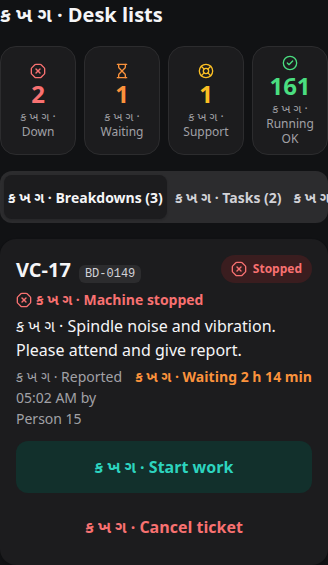 ક ખ ગ · Desk lists
2
ક ખ ગ ·
Down
1
ક ખ ગ ·
Waiting
1
ક ખ ગ ·
Support
161
ક ખ ગ ·
Running
OK
ક ખ ગ · Breakdowns (3)
ક ખ ગ · Tasks (2)
ક ખ ગ
VC-17
BD-0149
Stopped
ક ખ ગ · Machine stopped
ક ખ ગ · Spindle noise and vibration.
Please attend and give report.
ક ખ ગ · Reported
05:02 AM by
Person 15
ક ખ ગ · Waiting 2 h 14 min
ક ખ ગ · Start work
ક ખ ગ · Cancel ticket